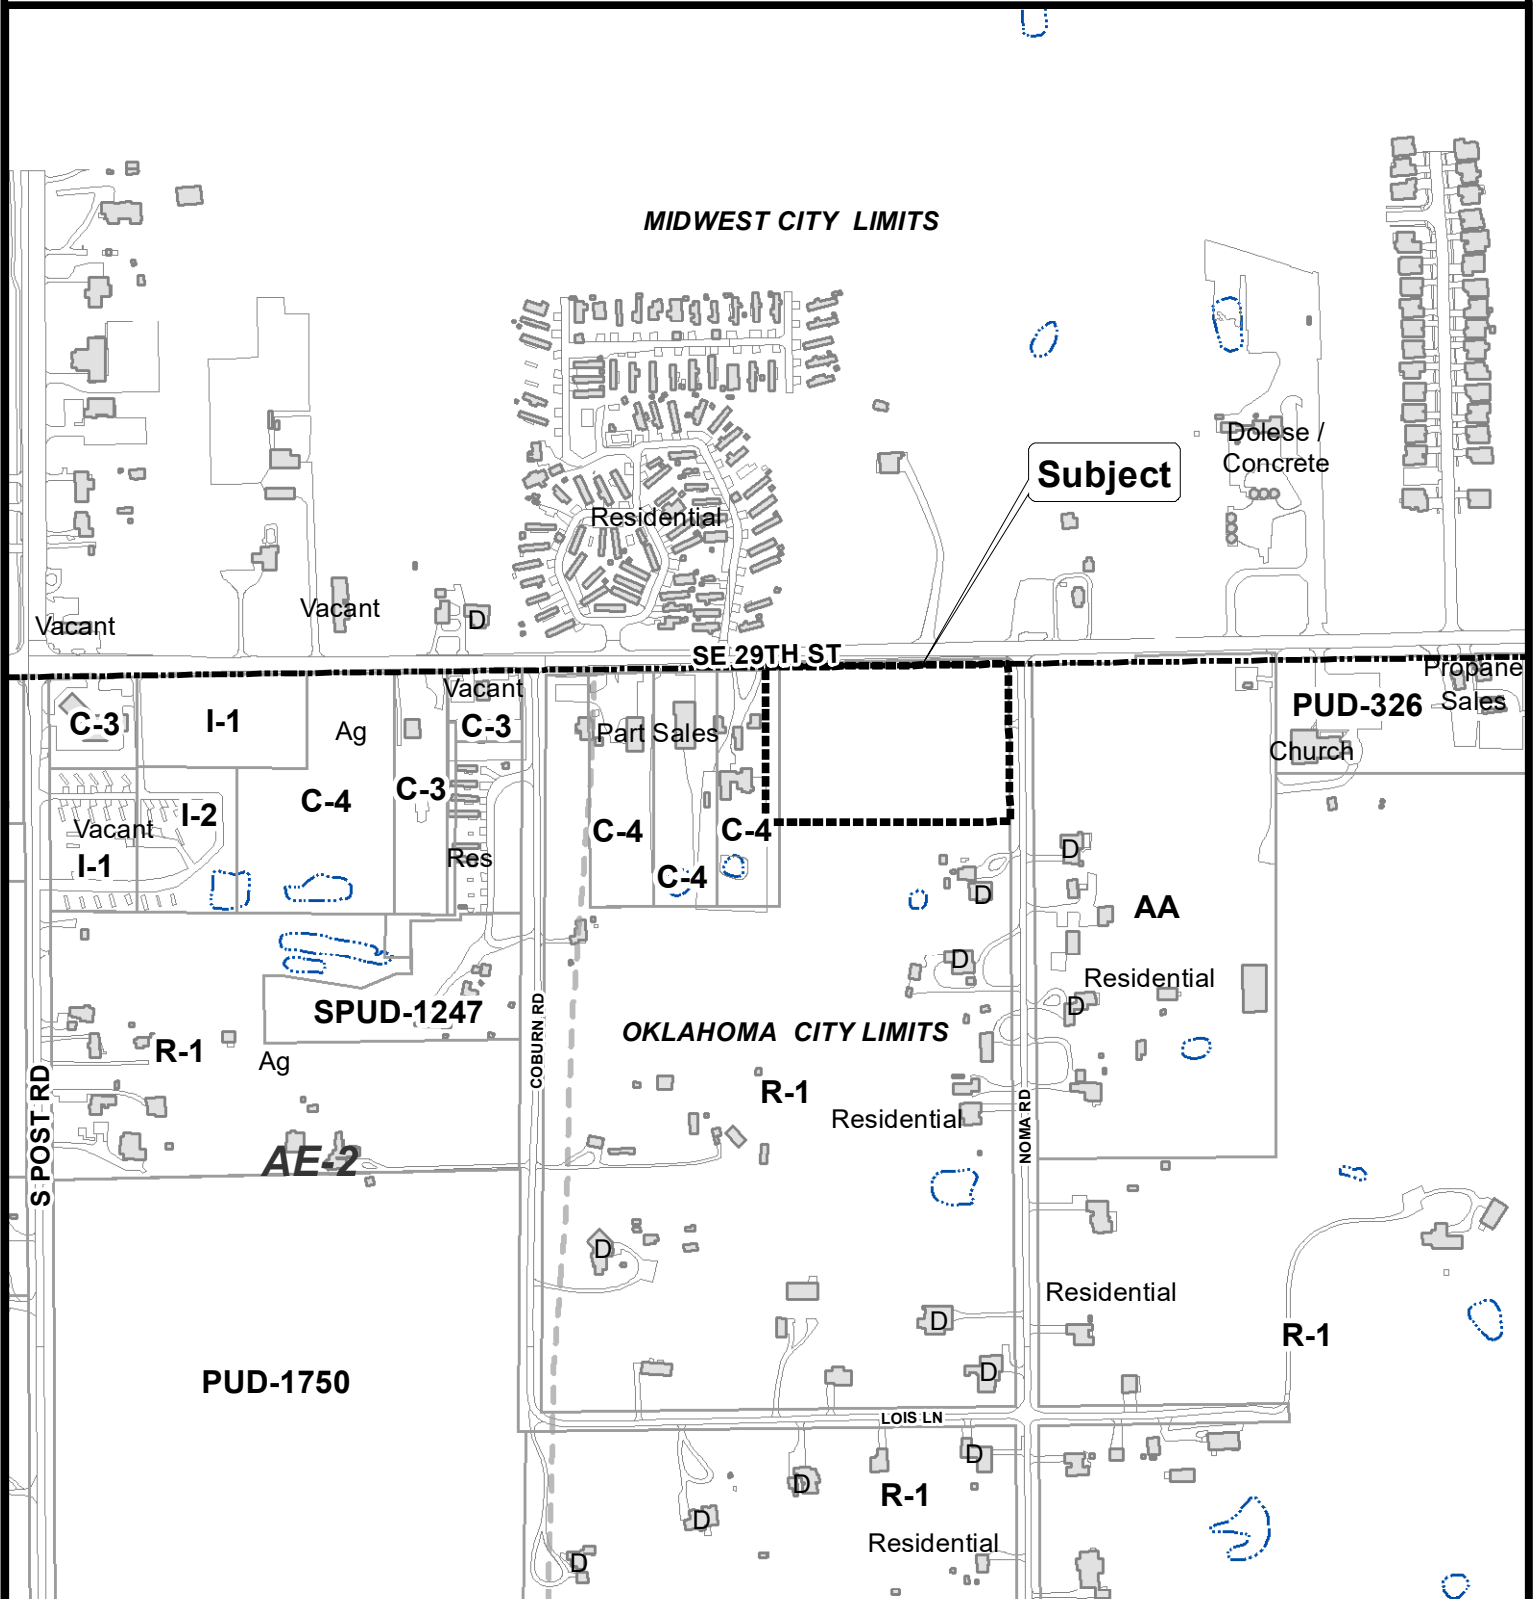 MIDWEST CITY LIMITS
Dolese /
Concrete
Subject
Residential
Vacant
Vacant
D
SE 29TH ST
Propane
Sales
Vacant
C-3
I-1
Ag
C-3
Part Sales
PUD-326
Church
C-4
C-3
I-2
Vacant
I-1
Res
C-4
C-4
C-4
D
D
AA
D
Residential
D
SPUD-1247
OKLAHOMA CITY LIMITS
COBURN RD
R-1
Ag
R-1
Residential
NOMA RD
S POST RD
AE-2
D
Residential
D
R-1
D
PUD-1750
LOIS LN
D
D
R-1
D
Residential
D